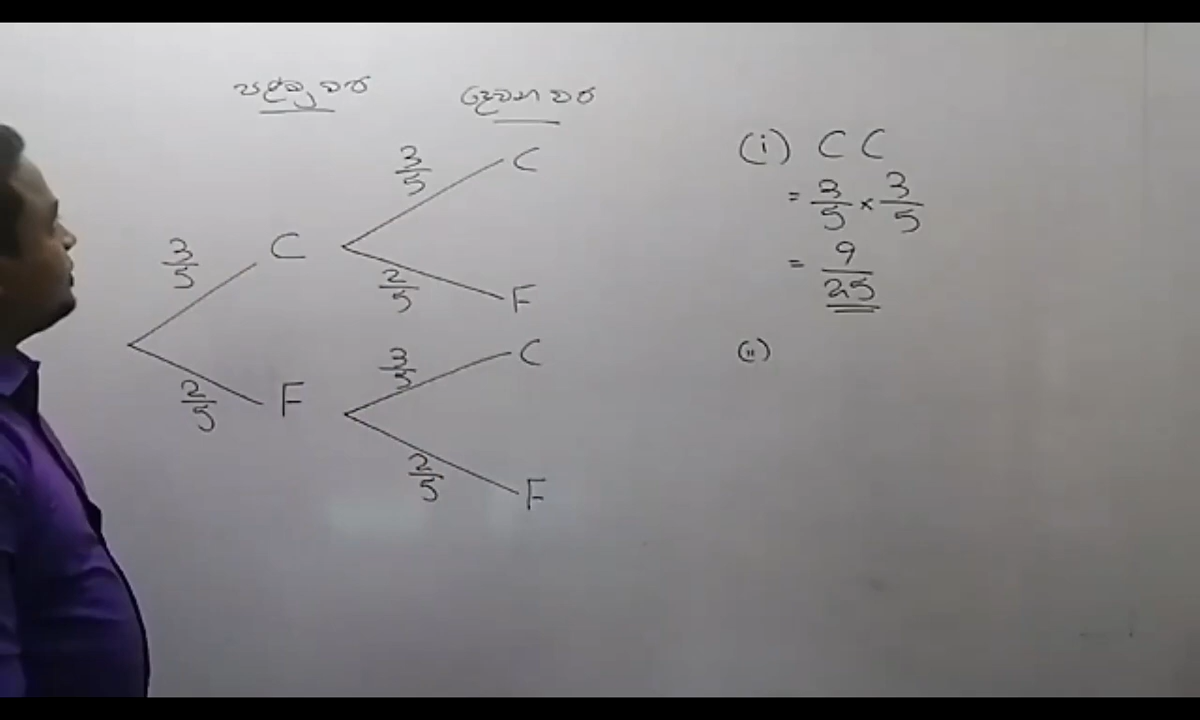 පළමු වර දෙවන වර
3/5 C 3/5 C
2/5 F
2/5 F 3/5 C
2/5 F
(i) C C
= 3/5 × 3/5
= 9/25
(ii)